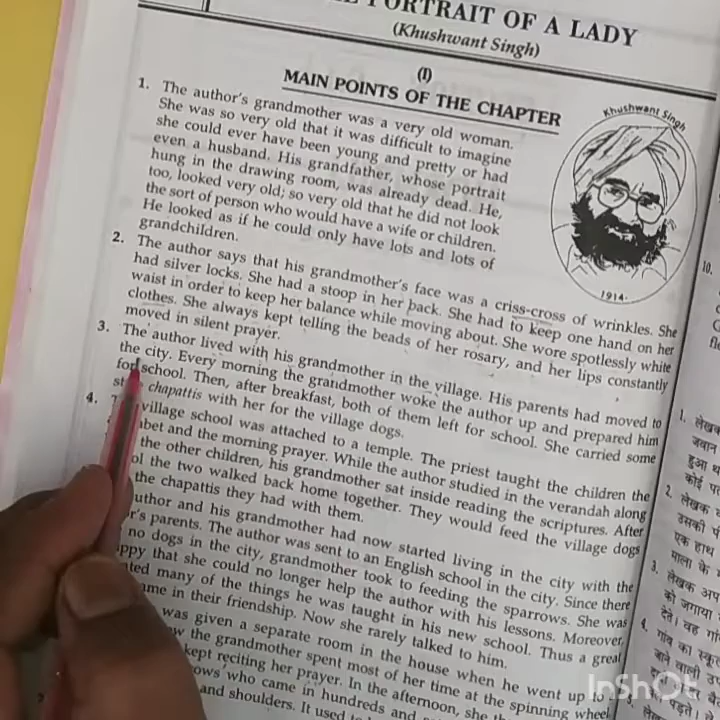 PORTRAIT OF A LADY
(Khushwant Singh)
(I)
MAIN POINTS OF THE CHAPTER
1. The author's grandmother was a very old woman.
She was so very old that it was difficult to imagine
she could ever have been young and pretty or had
even a husband. His grandfather, whose portrait
hung in the drawing room, was already dead. He,
too, looked very old; so very old that he did not look
the sort of person who would have a wife or children.
He looked as if he could only have lots and lots of
grandchildren.
Khushwant Singh
1914-
2. The author says that his grandmother's face was a criss-cross of wrinkles. She
had silver locks. She had a stoop in her back. She had to keep one hand on her
waist in order to keep her balance while moving about. She wore spotlessly white
clothes. She always kept telling the beads of her rosary, and her lips constantly
moved in silent prayer.
3. The author lived with his grandmother in the village. His parents had moved to
the city. Every morning the grandmother woke the author up and prepared him
for school. Then, after breakfast, both of them left for school. She carried some
chapattis with her for the village dogs.
4. village school was attached to a temple. The priest taught the children the
and the morning prayer. While the author studied in the verandah along
the other children, his grandmother sat inside reading the scriptures. After
the two walked back home together. They would feed the village dogs
the chapattis they had with them.
and his grandmother had now started living in the city with the
parents. The author was sent to an English school in the city. Since there
no dogs in the city, grandmother took to feeding the sparrows. She was
that she could no longer help the author with his lessons. Moreover,
many of the things he was taught in his new school. Thus a great
in their friendship. Now she rarely talked to him.
was given a separate room in the house when he went up to
the grandmother spent most of her time at the spinning wheel
kept reciting her prayer. In the afternoon, she
who came in hundreds and
and shoulders. It used
10.
1. लेखक
जवान
हुआ
कोई
2. लेखक
उसकी
एक हाथ
माला के
3. लेखक अप
को जगाया
देते। वह
4. गांव का
जाने वाली
पड़ते।
लेखक
InShot